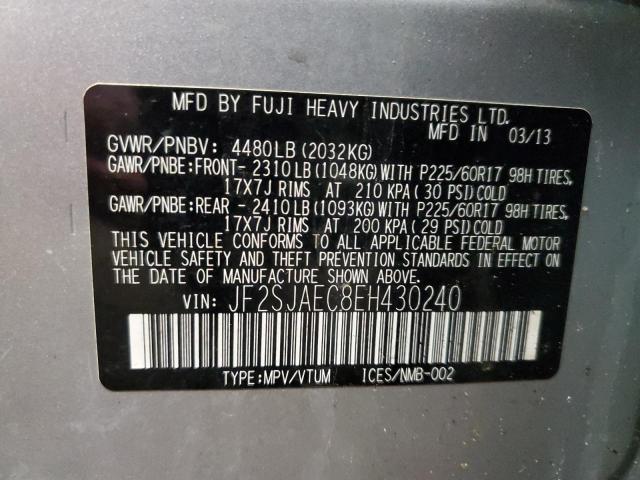 MFD BY FUJI HEAVY INDUSTRIES LTD.
MFD IN 03/13
GVWR/PNBV: 4480LB (2032KG)
GAWR/PNBE:FRONT- 2310LB (1048KG) WITH P225/60R17 98H TIRES,
17X7J RIMS AT 210 KPA (30 PSI) COLD
GAWR/PNBE:REAR - 2410LB (1093KG) WITH P225/60R17 98H TIRES,
17X7J RIMS AT 200 KPA (29 PSI) COLD
THIS VEHICLE CONFORMS TO ALL APPLICABLE FEDERAL MOTOR
VEHICLE SAFETY AND THEFT PREVENTION STANDARDS IN EFFECT
ON THE DATE OF MANUFACTURE SHOWN ABOVE.
VIN: JF2SJAEC8EH430240
TYPE:MPV/VTUM ICES/NMB-002